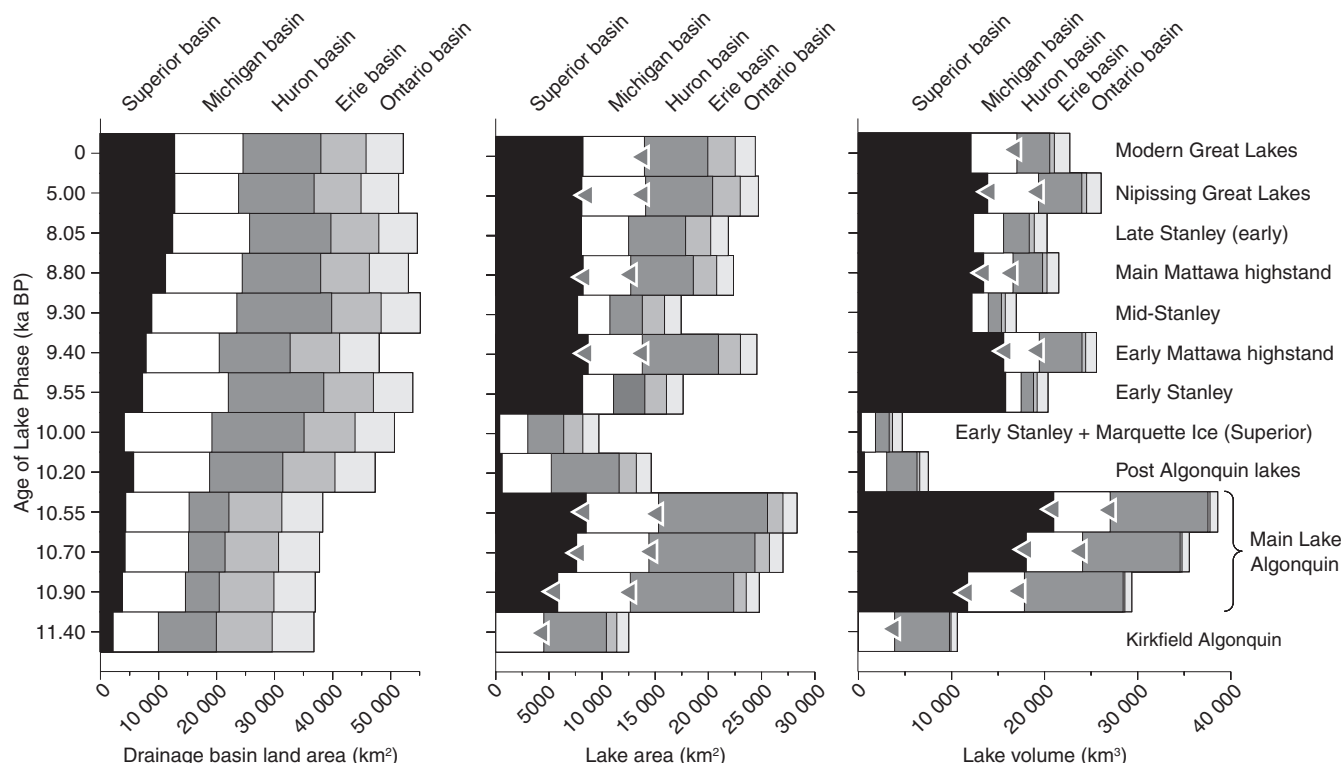 Superior basin
Michigan basin
Huron basin
Erie basin
Ontario basin
Superior basin
Michigan basin
Huron basin
Erie basin
Ontario basin
Superior basin
Michigan basin
Huron basin
Erie basin
Ontario basin
Age of Lake Phase (ka BP)
0
5.00
8.05
8.80
9.30
9.40
9.55
10.00
10.20
10.55
10.70
10.90
11.40
Modern Great Lakes
Nipissing Great Lakes
Late Stanley (early)
Main Mattawa highstand
Mid-Stanley
Early Mattawa highstand
Early Stanley
Early Stanley + Marquette Ice (Superior)
Post Algonquin lakes
Main Lake
Algonquin
Kirkfield Algonquin
0
10 000
20 000
30 000
40 000
50 000
Drainage basin land area (km²)
0
5000
10 000
15 000
20 000
25 000
30 000
Lake area (km²)
0
10 000
20 000
30 000
40 000
Lake volume (km³)